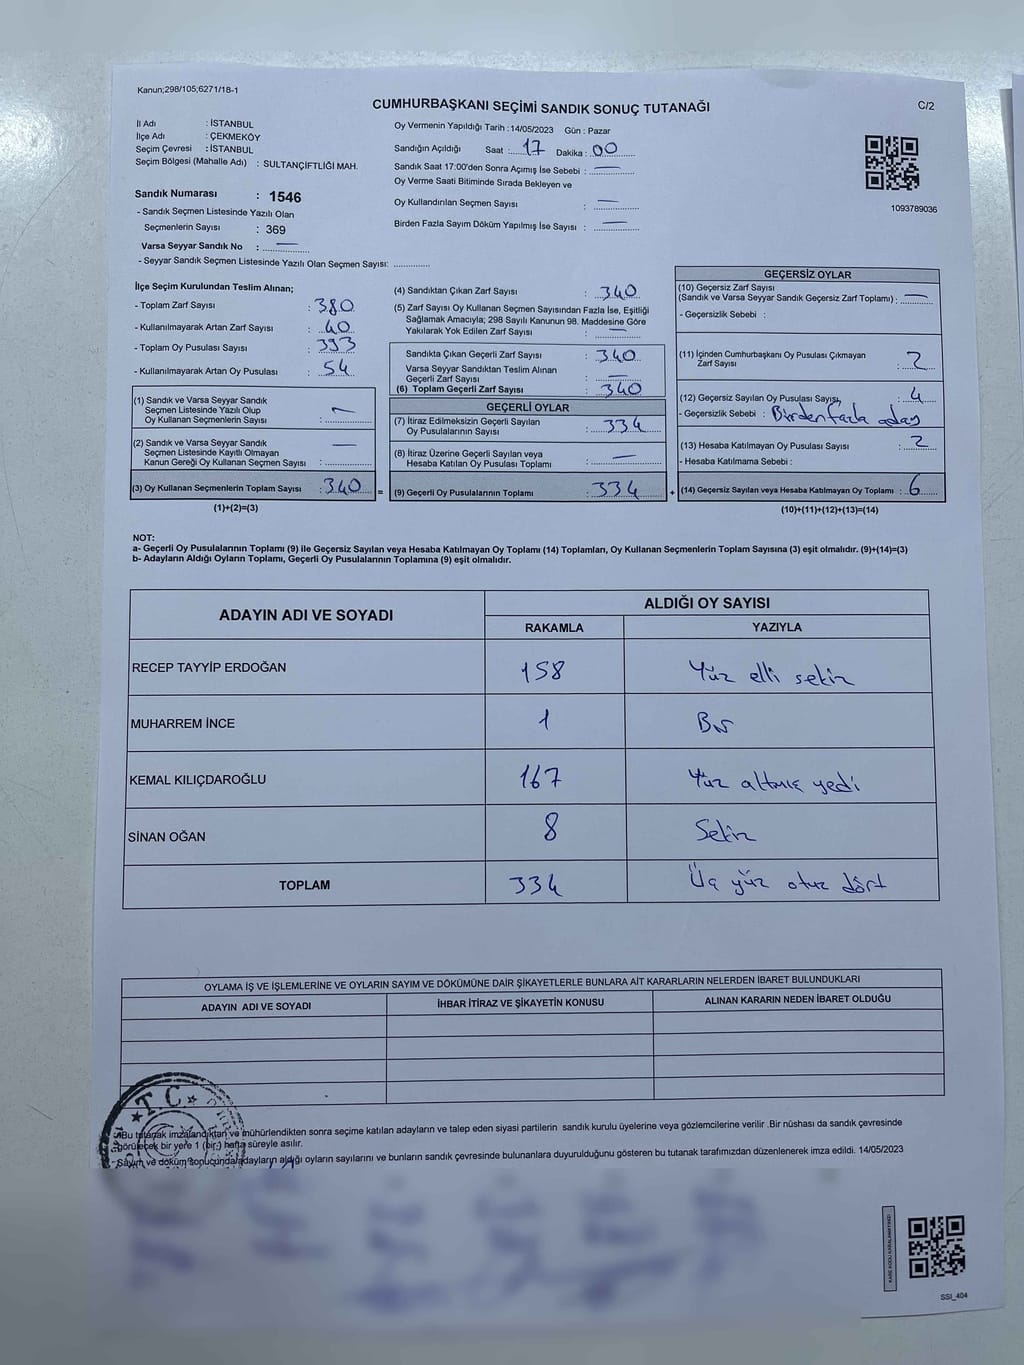 Kanun;298/105;6271/18-1
CUMHURBAŞKANI SEÇİMİ SANDIK SONUÇ TUTANAĞI
C/2
İl Adı : İSTANBUL
İlçe Adı : ÇEKMEKÖY
Seçim Çevresi : İSTANBUL
Seçim Bölgesi (Mahalle Adı) : SULTANÇİFTLİĞİ MAH.
Sandık Numarası : 1546
- Sandık Seçmen Listesinde Yazılı Olan
Seçmenlerin Sayısı : 369
Varsa Seyyar Sandık No : —
- Seyyar Sandık Seçmen Listesinde Yazılı Olan Seçmen Sayısı: ............
Oy Vermenin Yapıldığı Tarih : 14/05/2023 Gün : Pazar
Sandığın Açıldığı Saat : 17 Dakika : 00
Sandık Saat 17:00'den Sonra Açımış İse Sebebi : —
Oy Verme Saati Bitiminde Sırada Bekleyen ve
Oy Kullandırılan Seçmen Sayısı : —
Birden Fazla Sayım Döküm Yapılmış İse Sayısı : —
1093789036
İlçe Seçim Kurulundan Teslim Alınan;
- Toplam Zarf Sayısı : 380
- Kullanılmayarak Artan Zarf Sayısı : 40
- Toplam Oy Pusulası Sayısı : 393
- Kullanılmayarak Artan Oy Pusulası : 54
(1) Sandık ve Varsa Seyyar Sandık
Seçmen Listesinde Yazılı Olup
Oy Kullanan Seçmenlerin Sayısı : —
(2) Sandık ve Varsa Seyyar Sandık
Seçmen Listesinde Kayıtlı Olmayan
Kanun Gereği Oy Kullanan Seçmen Sayısı : —
(3) Oy Kullanan Seçmenlerin Toplam Sayısı : 340 =
(1)+(2)=(3)
(4) Sandıktan Çıkan Zarf Sayısı : 340
(5) Zarf Sayısı Oy Kullanan Seçmen Sayısından Fazla İse, Eşitliği
Sağlamak Amacıyla; 298 Sayılı Kanunun 98. Maddesine Göre
Yakılarak Yok Edilen Zarf Sayısı : —
Sandıkta Çıkan Geçerli Zarf Sayısı : 340
Varsa Seyyar Sandıktan Teslim Alınan
Geçerli Zarf Sayısı : —
(6) Toplam Geçerli Zarf Sayısı : 340
GEÇERLİ OYLAR
(7) İtiraz Edilmeksizin Geçerli Sayılan
Oy Pusulalarının Sayısı : 334
(8) İtiraz Üzerine Geçerli Sayılan veya
Hesaba Katılan Oy Pusulası Toplamı : —
(9) Geçerli Oy Pusulalarının Toplamı : 334 +
GEÇERSİZ OYLAR
(10) Geçersiz Zarf Sayısı
(Sandık ve Varsa Seyyar Sandık Geçersiz Zarf Toplamı) : —
- Geçersizlik Sebebi :
(11) İçinden Cumhurbaşkanı Oy Pusulası Çıkmayan
Zarf Sayısı : 2
(12) Geçersiz Sayılan Oy Pusulası Sayısı : 4
- Geçersizlik Sebebi : Birden fazla aday
(13) Hesaba Katılmayan Oy Pusulası Sayısı : 2
- Hesaba Katılmama Sebebi :
(14) Geçersiz Sayılan veya Hesaba Katılmayan Oy Toplamı : 6
(10)+(11)+(12)+(13)=(14)
NOT:
a- Geçerli Oy Pusulalarının Toplamı (9) ile Geçersiz Sayılan veya Hesaba Katılmayan Oy Toplamı (14) Toplamları, Oy Kullanan Seçmenlerin Toplam Sayısına (3) eşit olmalıdır. (9)+(14)=(3)
b- Adayların Aldığı Oyların Toplamı, Geçerli Oy Pusulalarının Toplamına (9) eşit olmalıdır.
ADAYIN ADI VE SOYADI
ALDIĞI OY SAYISI
RAKAMLA YAZIYLA
RECEP TAYYİP ERDOĞAN 158 Yüz elli sekiz
MUHARREM İNCE 1 Bir
KEMAL KILIÇDAROĞLU 167 Yüz altmış yedi
SİNAN OĞAN 8 Sekiz
TOPLAM 334 Üç yüz otuz dört
OYLAMA İŞ VE İŞLEMLERİNE VE OYLARIN SAYIM VE DÖKÜMÜNE DAİR ŞİKAYETLERLE BUNLARA AİT KARARLARIN NELERDEN İBARET BULUNDUKLARI
ADAYIN ADI VE SOYADI İHBAR İTİRAZ VE ŞİKAYETİN KONUSU ALINAN KARARIN NEDEN İBARET OLDUĞU
T.C.
- Bu tutanak imzalandıktan ve mühürlendikten sonra seçime katılan adayların ve talep eden siyasi partilerin sandık kurulu üyelerine veya gözlemcilerine verilir .Bir nüshası da sandık çevresinde
görülecek bir yere 1 (bir) hafta süreyle asılır.
- Sayım ve döküm sonucunda adayların aldığı oyların sayılarını ve bunların sandık çevresinde bulunanlara duyurulduğunu gösteren bu tutanak tarafımızdan düzenlenerek imza edildi. 14/05/2023
KARE KODU KARALAMAYINIZ!
SSI_404